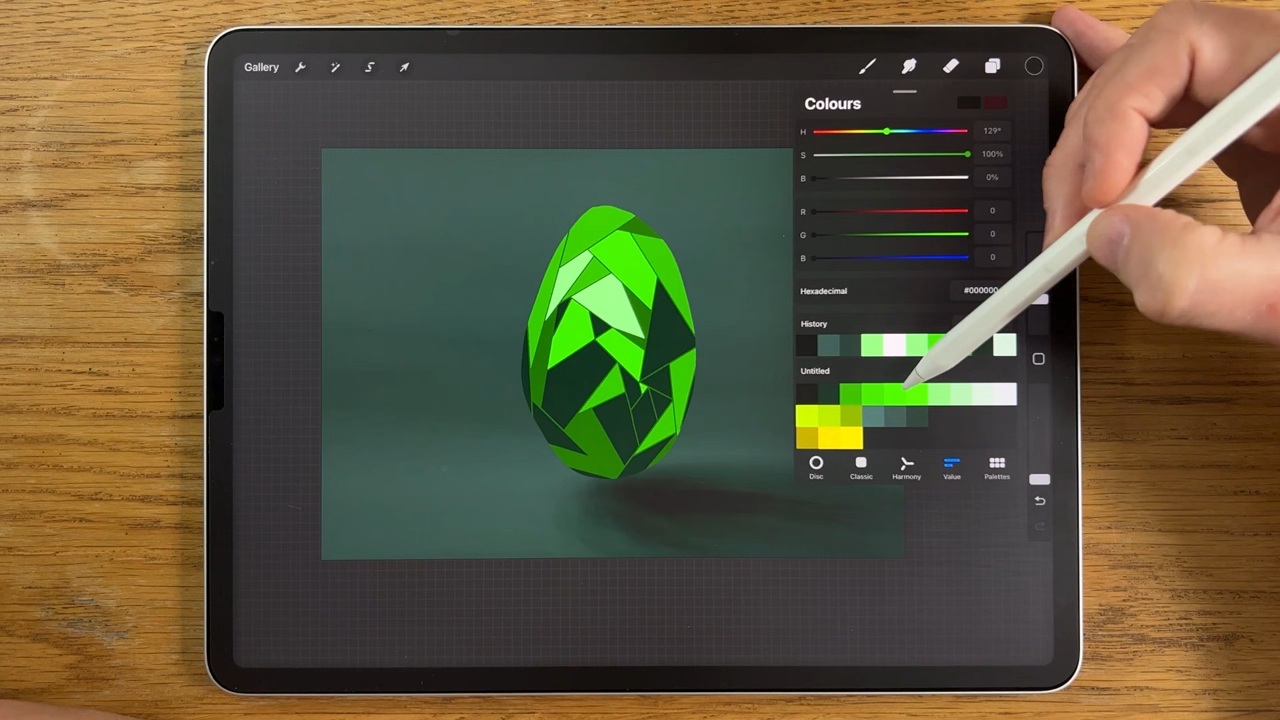 Gallery
Colours
H 129°
S 100%
B 0%
R 0
G 0
B 0
Hexadecimal #000000
History
Untitled
Disc Classic Harmony Value Palettes